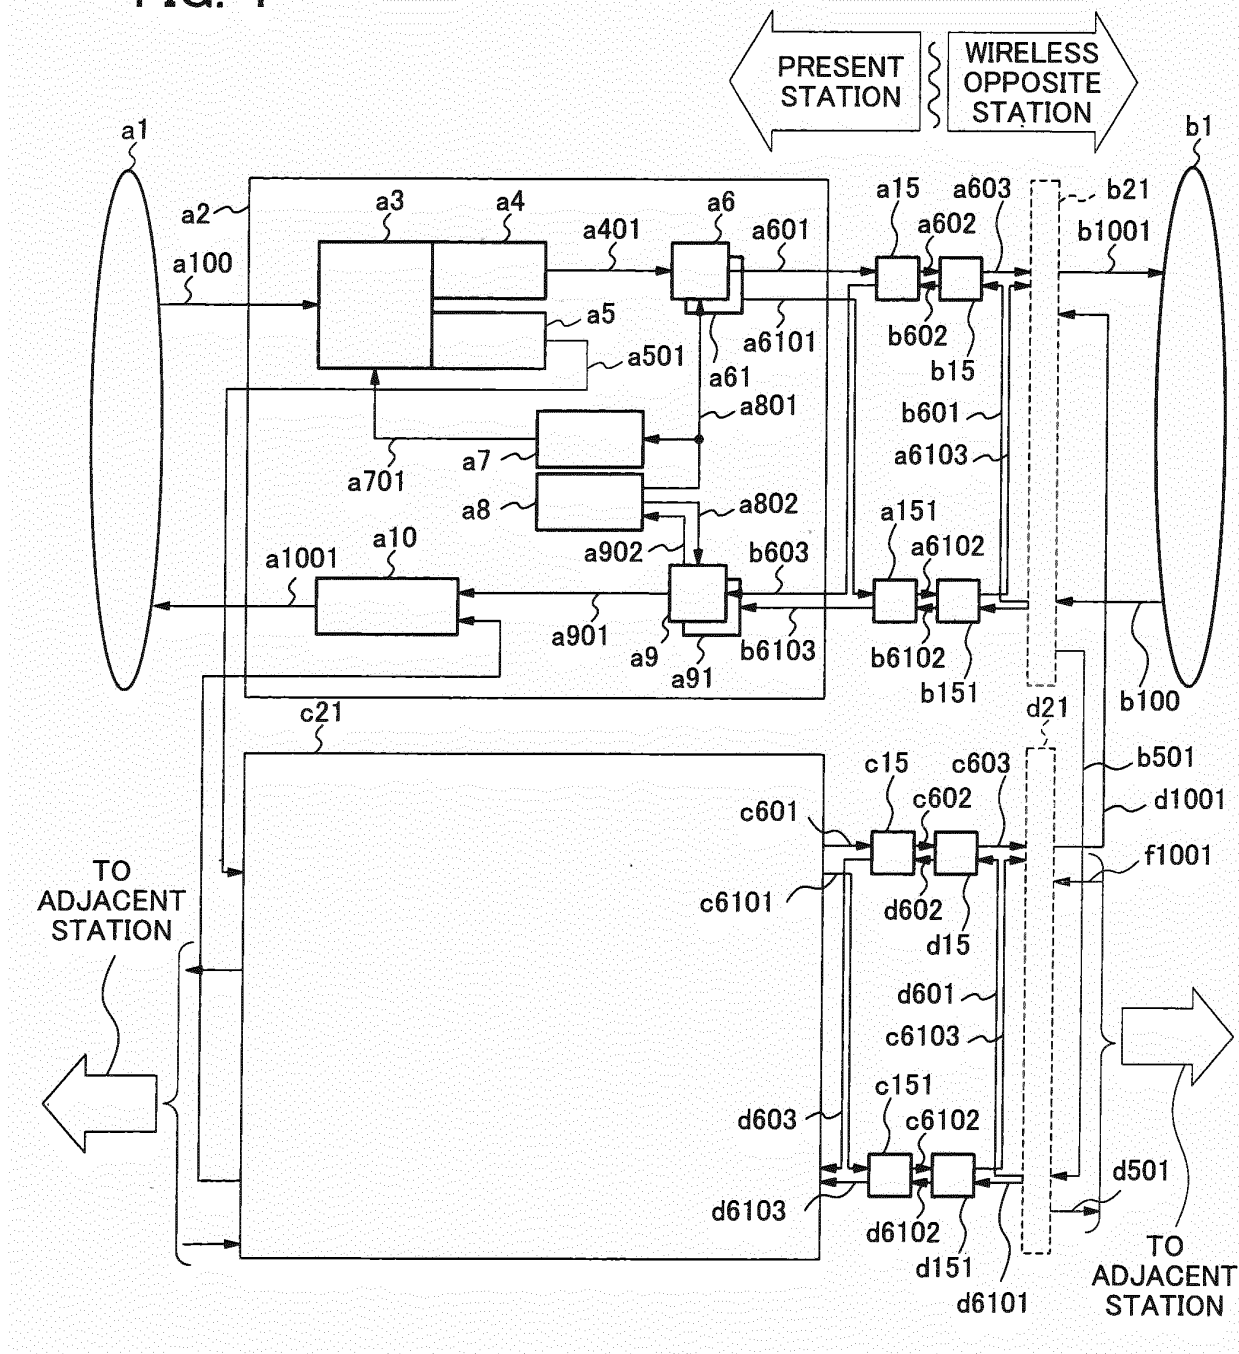 PRESENT
STATION
WIRELESS
OPPOSITE
STATION
a1
b1
a2
a3
a4
a6
a15
a603
b21
a401
a601
a602
b1001
a100
a5
a501
a61
a6101
b602
b15
a801
b601
a6103
a7
a701
a8
a802
a151
a10
a902
b603
a6102
a1001
a901
a9
a91
b6103
b6102
b151
b100
c21
d21
b501
c15
c603
d1001
c601
c602
f1001
c6101
d602
d15
TO
ADJACENT
STATION
d601
c6103
c151
d603
c6102
d501
d6103
d6102
d151
d6101
TO
ADJACENT
STATION